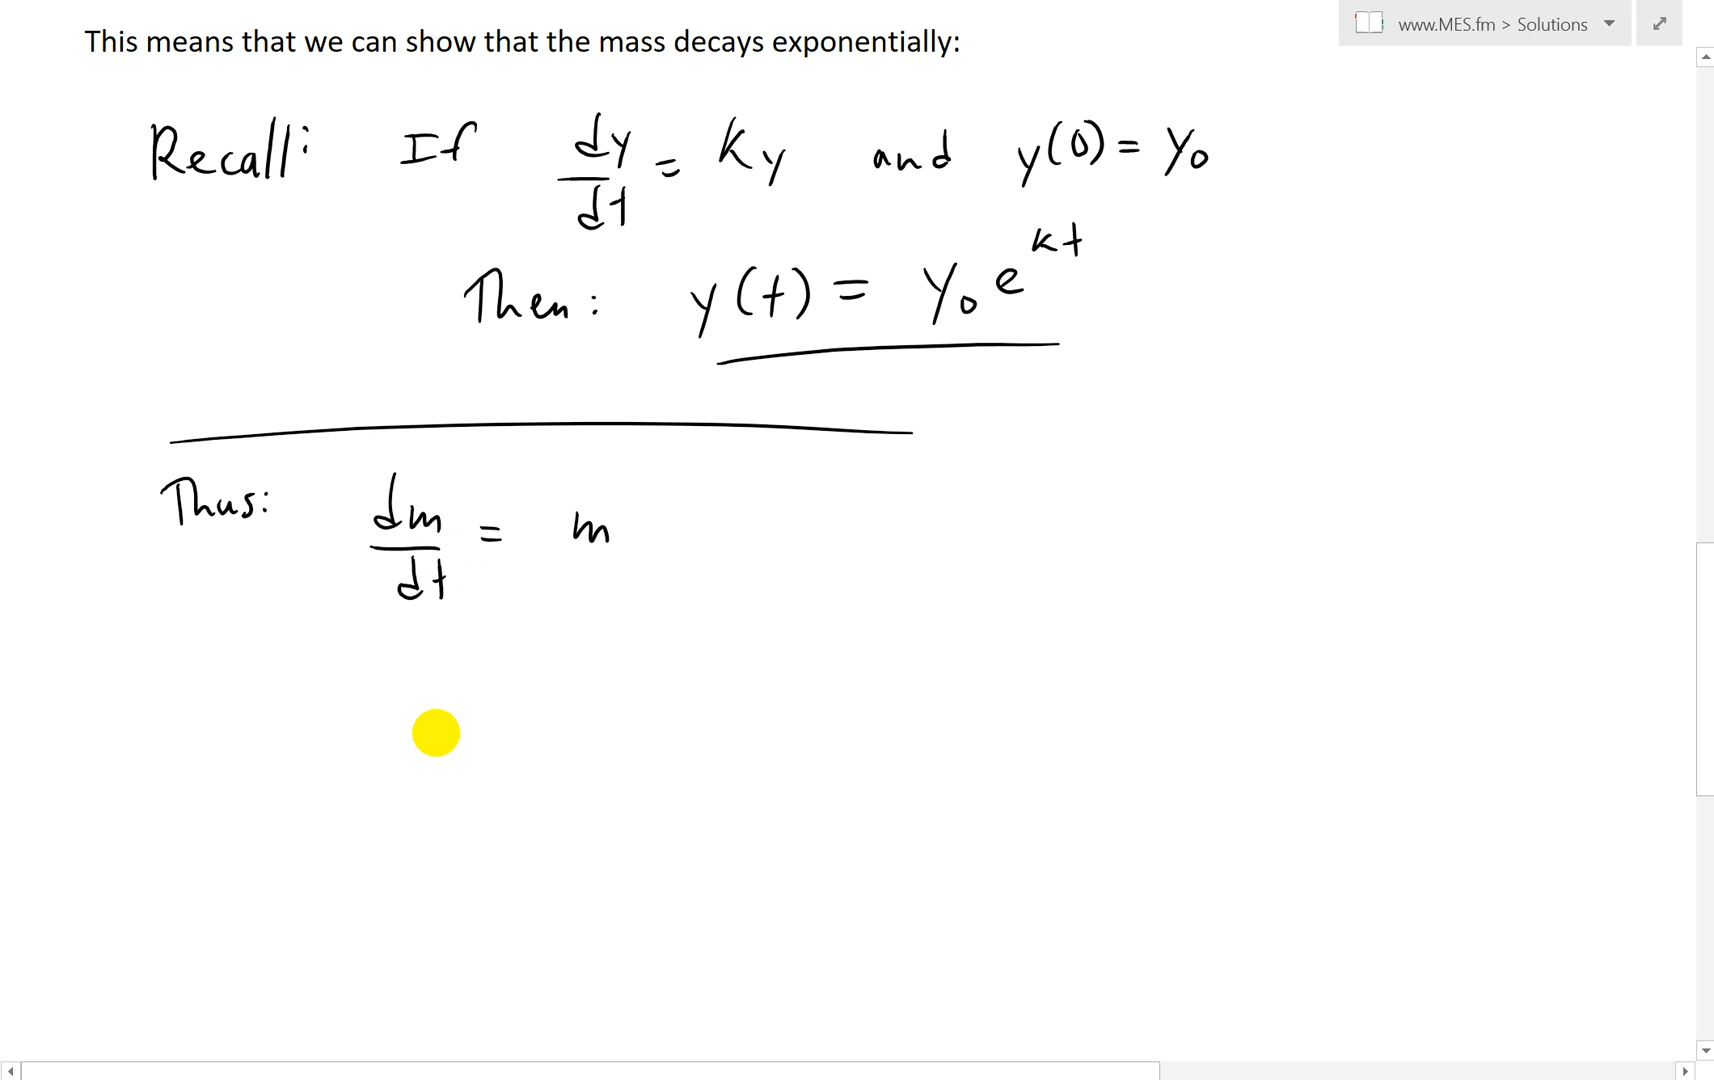 www.MES.fm > Solutions
This means that we can show that the mass decays exponentially:
Recall: If dy/dt = ky and y(0) = y₀
Then: y(t) = y₀ e^kt
Thus: dm/dt = m